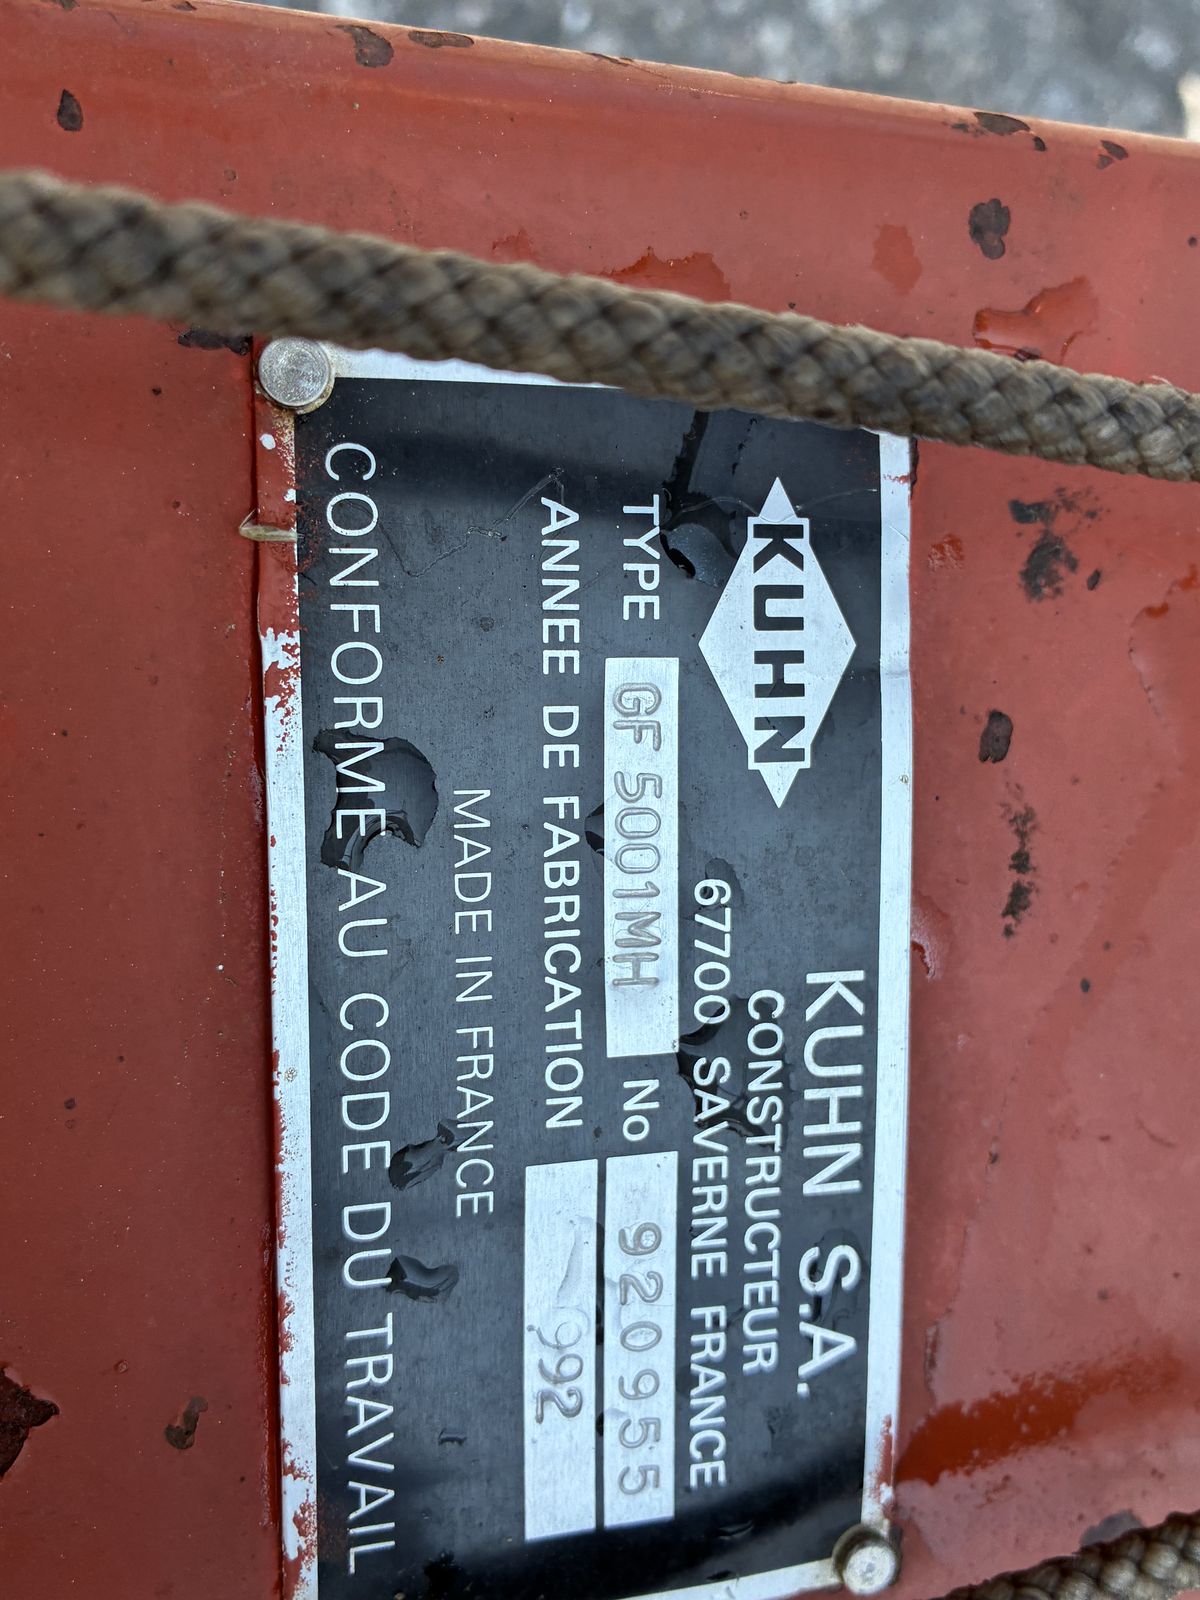 KUHN
KUHN S.A.
CONSTRUCTEUR
67700 SAVERNE FRANCE
TYPE GF 5001MH No 920955
ANNEE DE FABRICATION 1992
MADE IN FRANCE
CONFORME AU CODE DU TRAVAIL